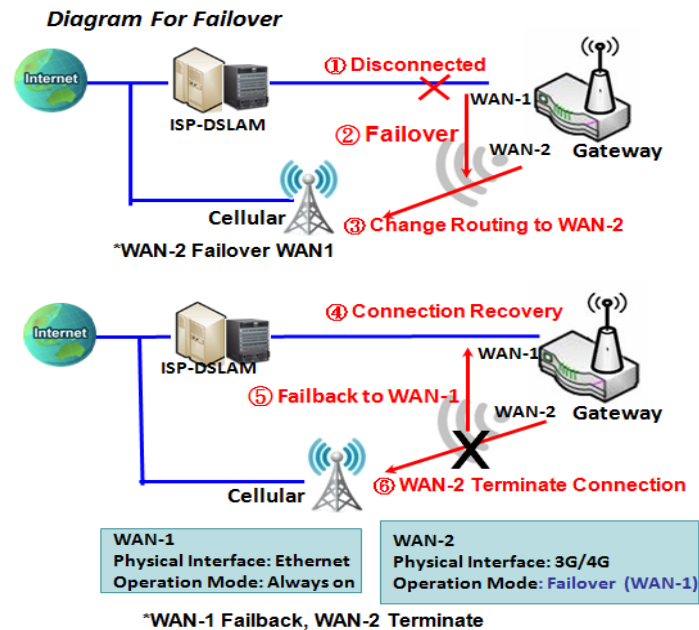 Diagram For Failover
① Disconnected
Internet
ISP-DSLAM
WAN-1
② Failover
WAN-2
Gateway
Cellular
③ Change Routing to WAN-2
*WAN-2 Failover WAN1
④ Connection Recovery
Internet
ISP-DSLAM
WAN-1
⑤ Failback to WAN-1
WAN-2
Gateway
Cellular
⑥ WAN-2 Terminate Connection
WAN-1
Physical Interface: Ethernet
Operation Mode: Always on
WAN-2
Physical Interface: 3G/4G
Operation Mode: Failover (WAN-1)
*WAN-1 Failback, WAN-2 Terminate